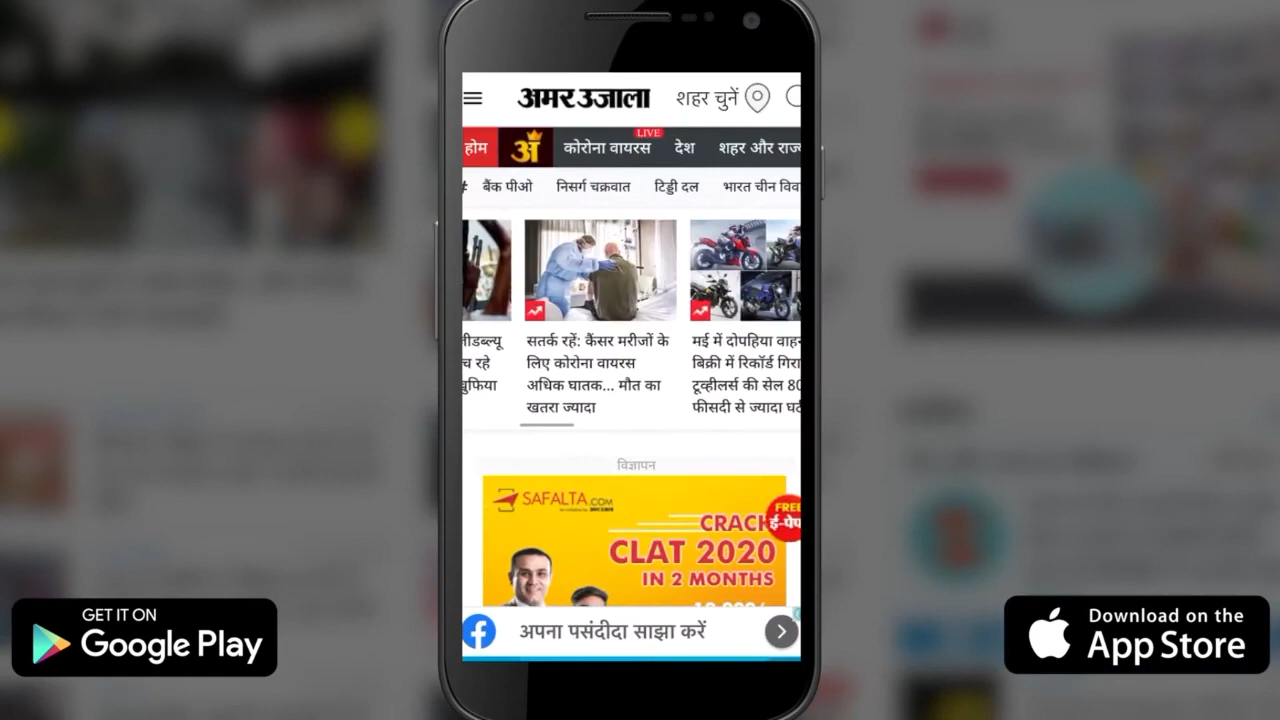 अमर उजाला
शहर चुनें
LIVE
होम
कोरोना वायरस
देश
शहर और राज्य
# बैंक पीओ
निसर्ग चक्रवात
टिड्डी दल
भारत चीन
सतर्क रहें: कैंसर मरीजों के
लिए कोरोना वायरस
अधिक घातक... मौत का
खतरा ज्यादा
मई में दोपहिया
बिक्री में रिकॉर्ड
टूव्हीलर्स की सेल
फीसदी से ज्यादा
च रहे
विज्ञापन
SAFALTA.COM
CRACK
CLAT 2020
IN 2 MONTHS
FREE
अपना पसंदीदा साझा करें
GET IT ON
Google Play
Download on the
App Store